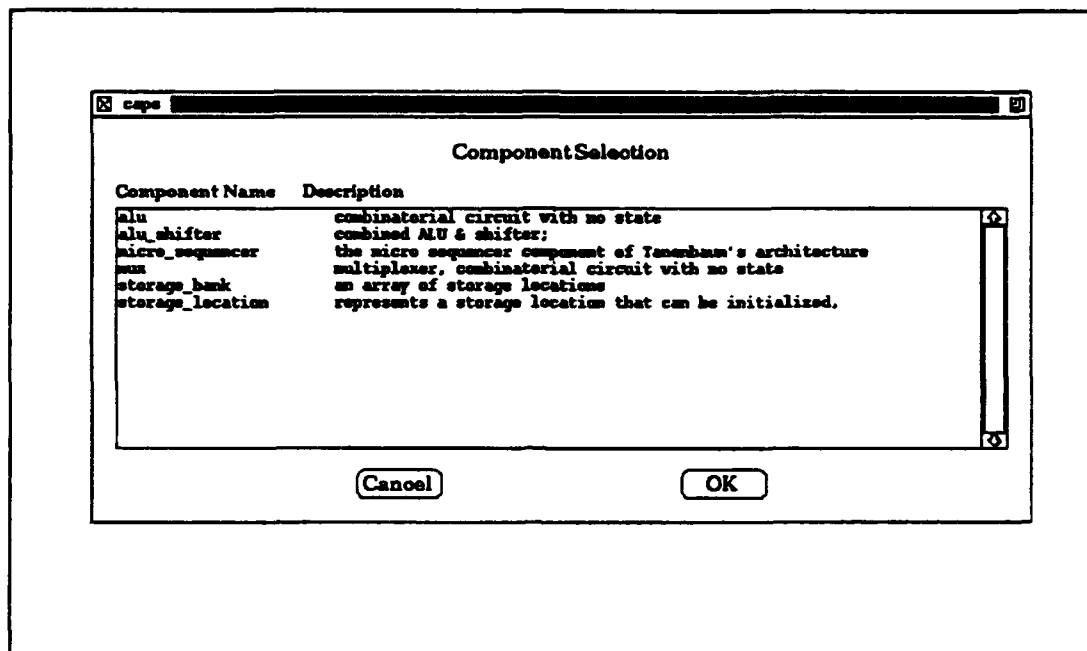 caps
Component Selection
Component Name Description
alu combinatorial circuit with no state
alu_shifter combined ALU & shifter;
micro_sequencer the micro sequencer component of Tanenbaum's architecture
mux multiplexer, combinatorial circuit with no state
storage_bank an array of storage locations
storage_location represents a storage location that can be initialized,
Cancel OK